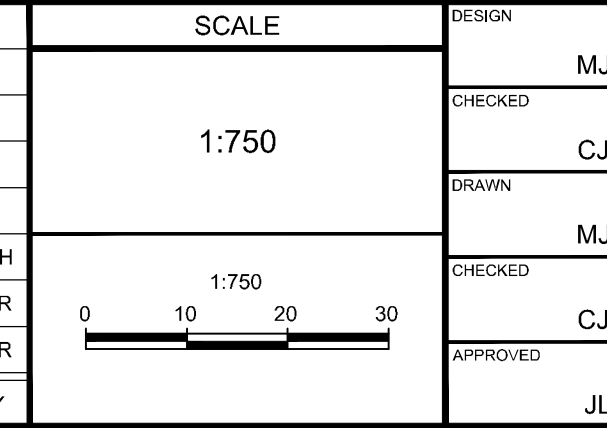 SCALE
1:750
1:750
0 10 20 30
DESIGN
MJ
CHECKED
CJ
DRAWN
MJ
CHECKED
CJ
APPROVED
JL
H
R
R